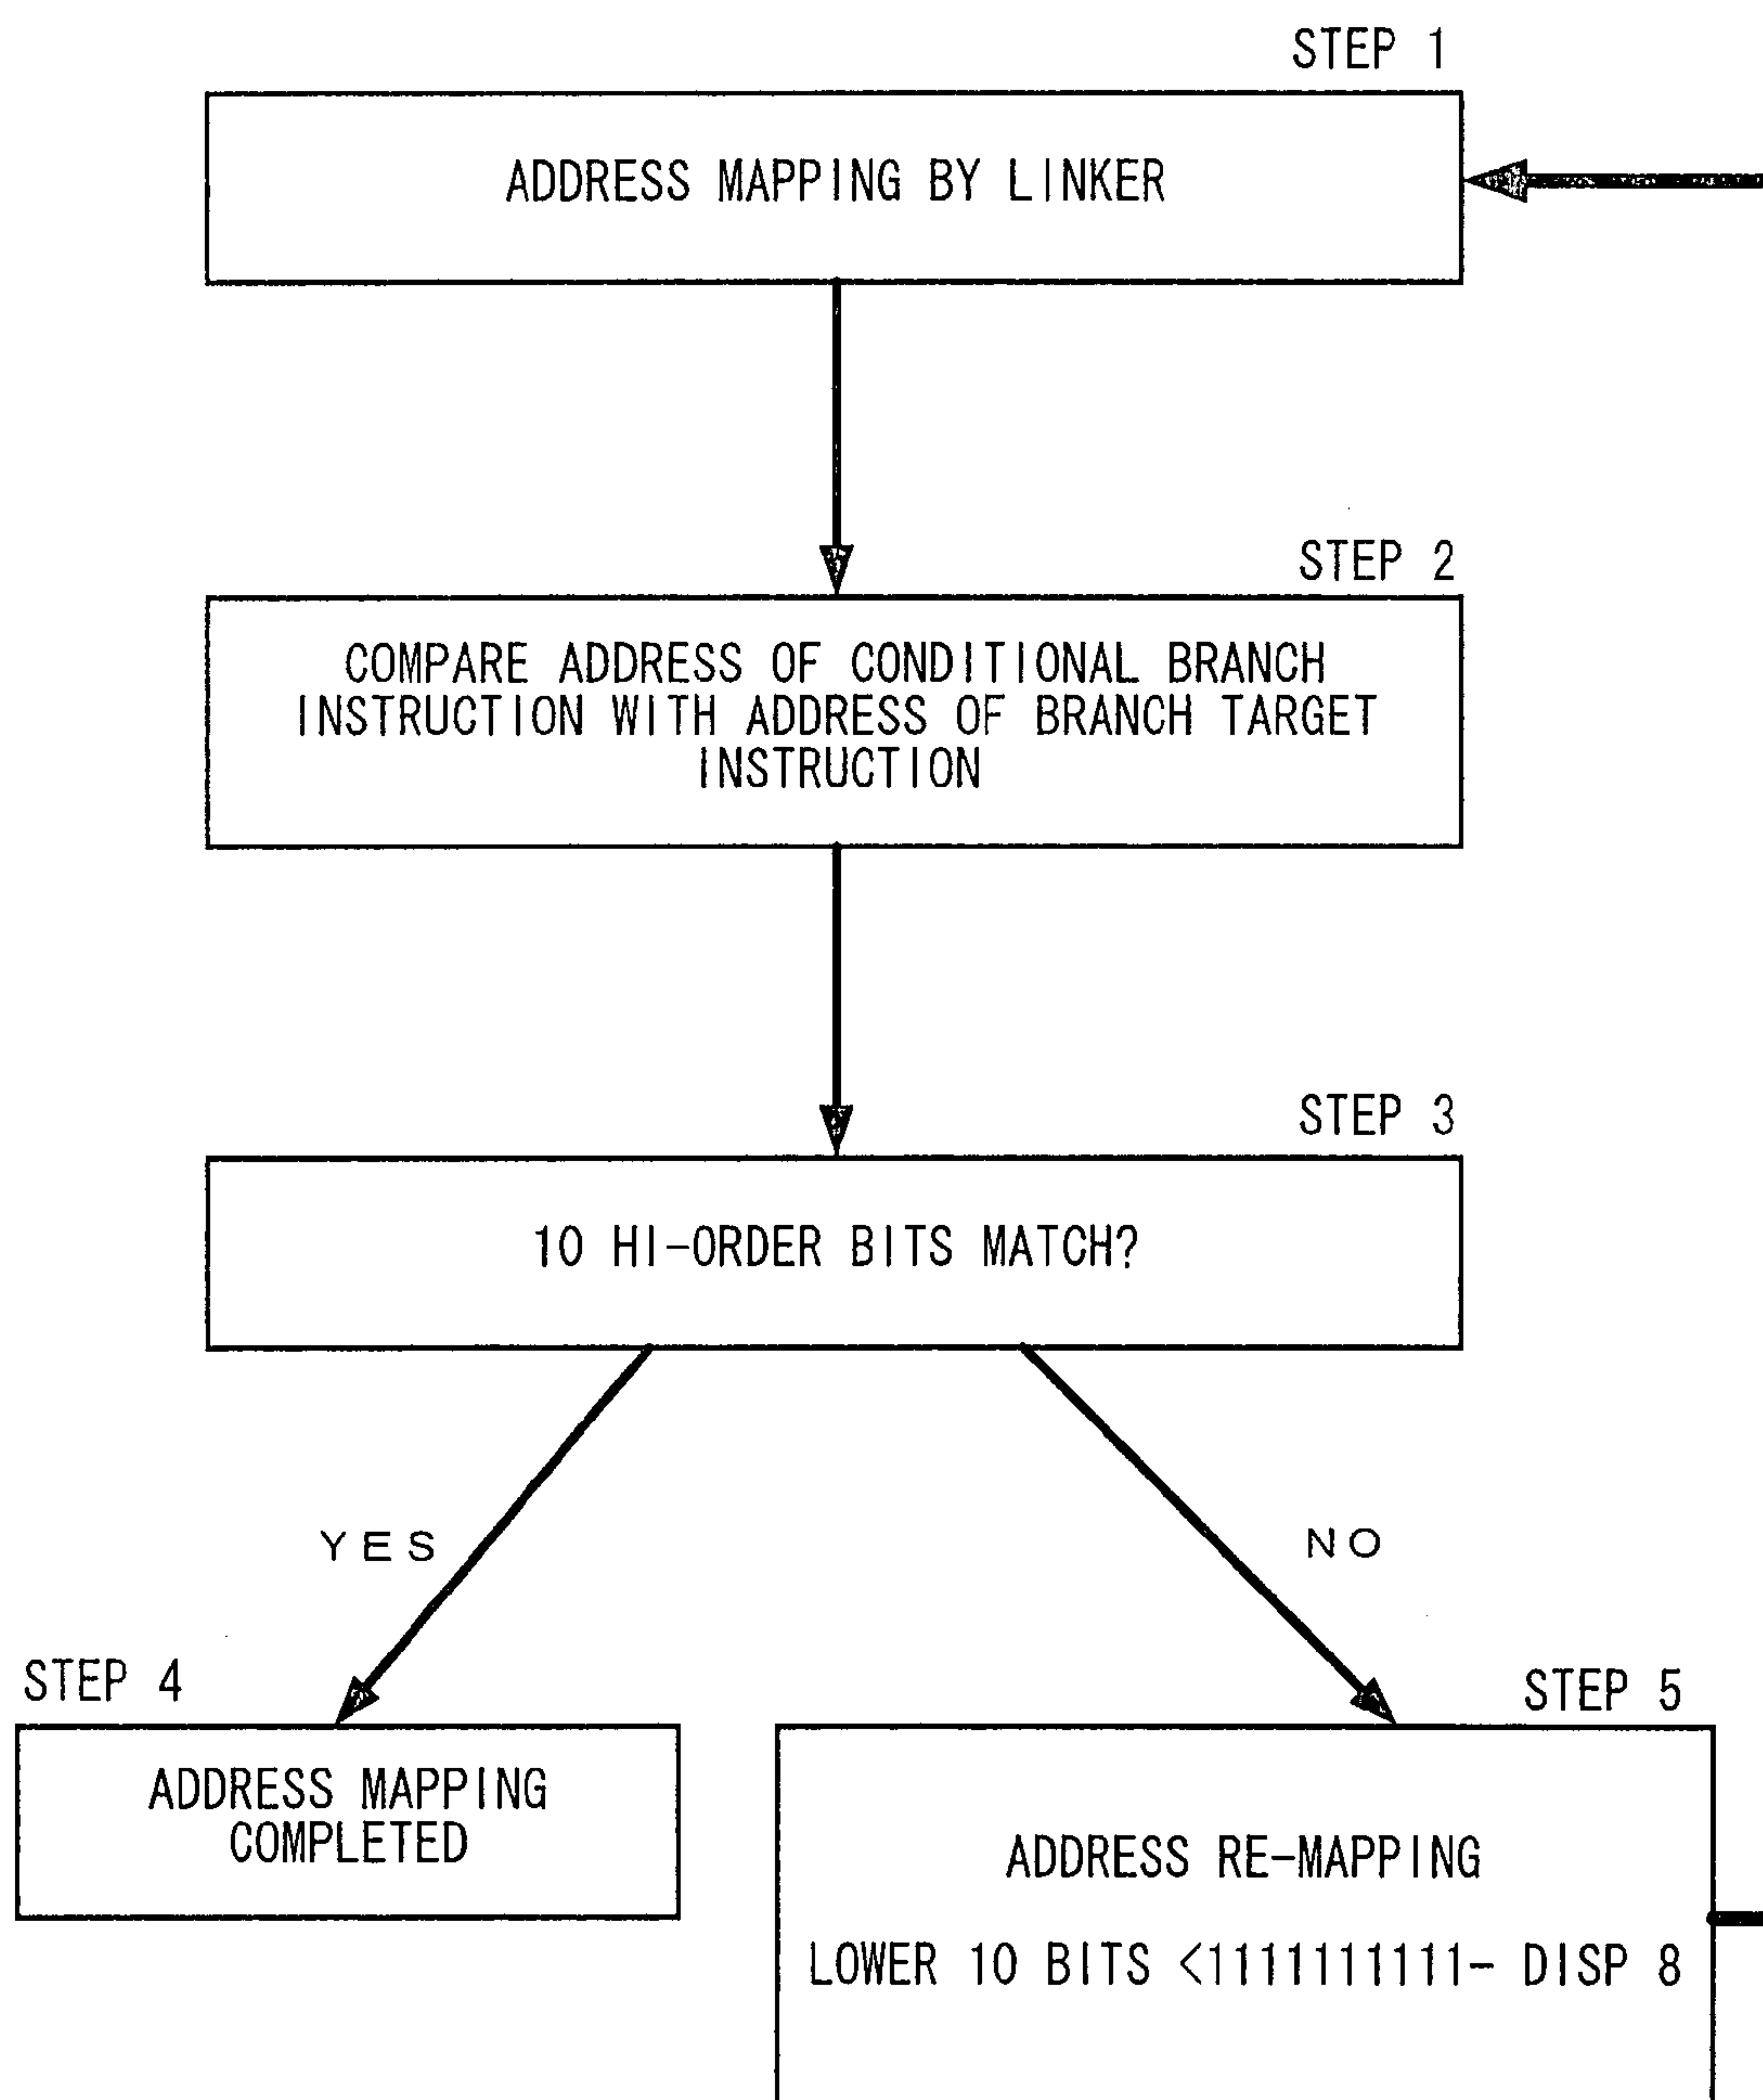 STEP 1
ADDRESS MAPPING BY LINKER
STEP 2
COMPARE ADDRESS OF CONDITIONAL BRANCH
INSTRUCTION WITH ADDRESS OF BRANCH TARGET
INSTRUCTION
STEP 3
10 HI-ORDER BITS MATCH?
YES
NO
STEP 4
ADDRESS MAPPING
COMPLETED
STEP 5
ADDRESS RE-MAPPING
LOWER 10 BITS <1111111111- DISP 8